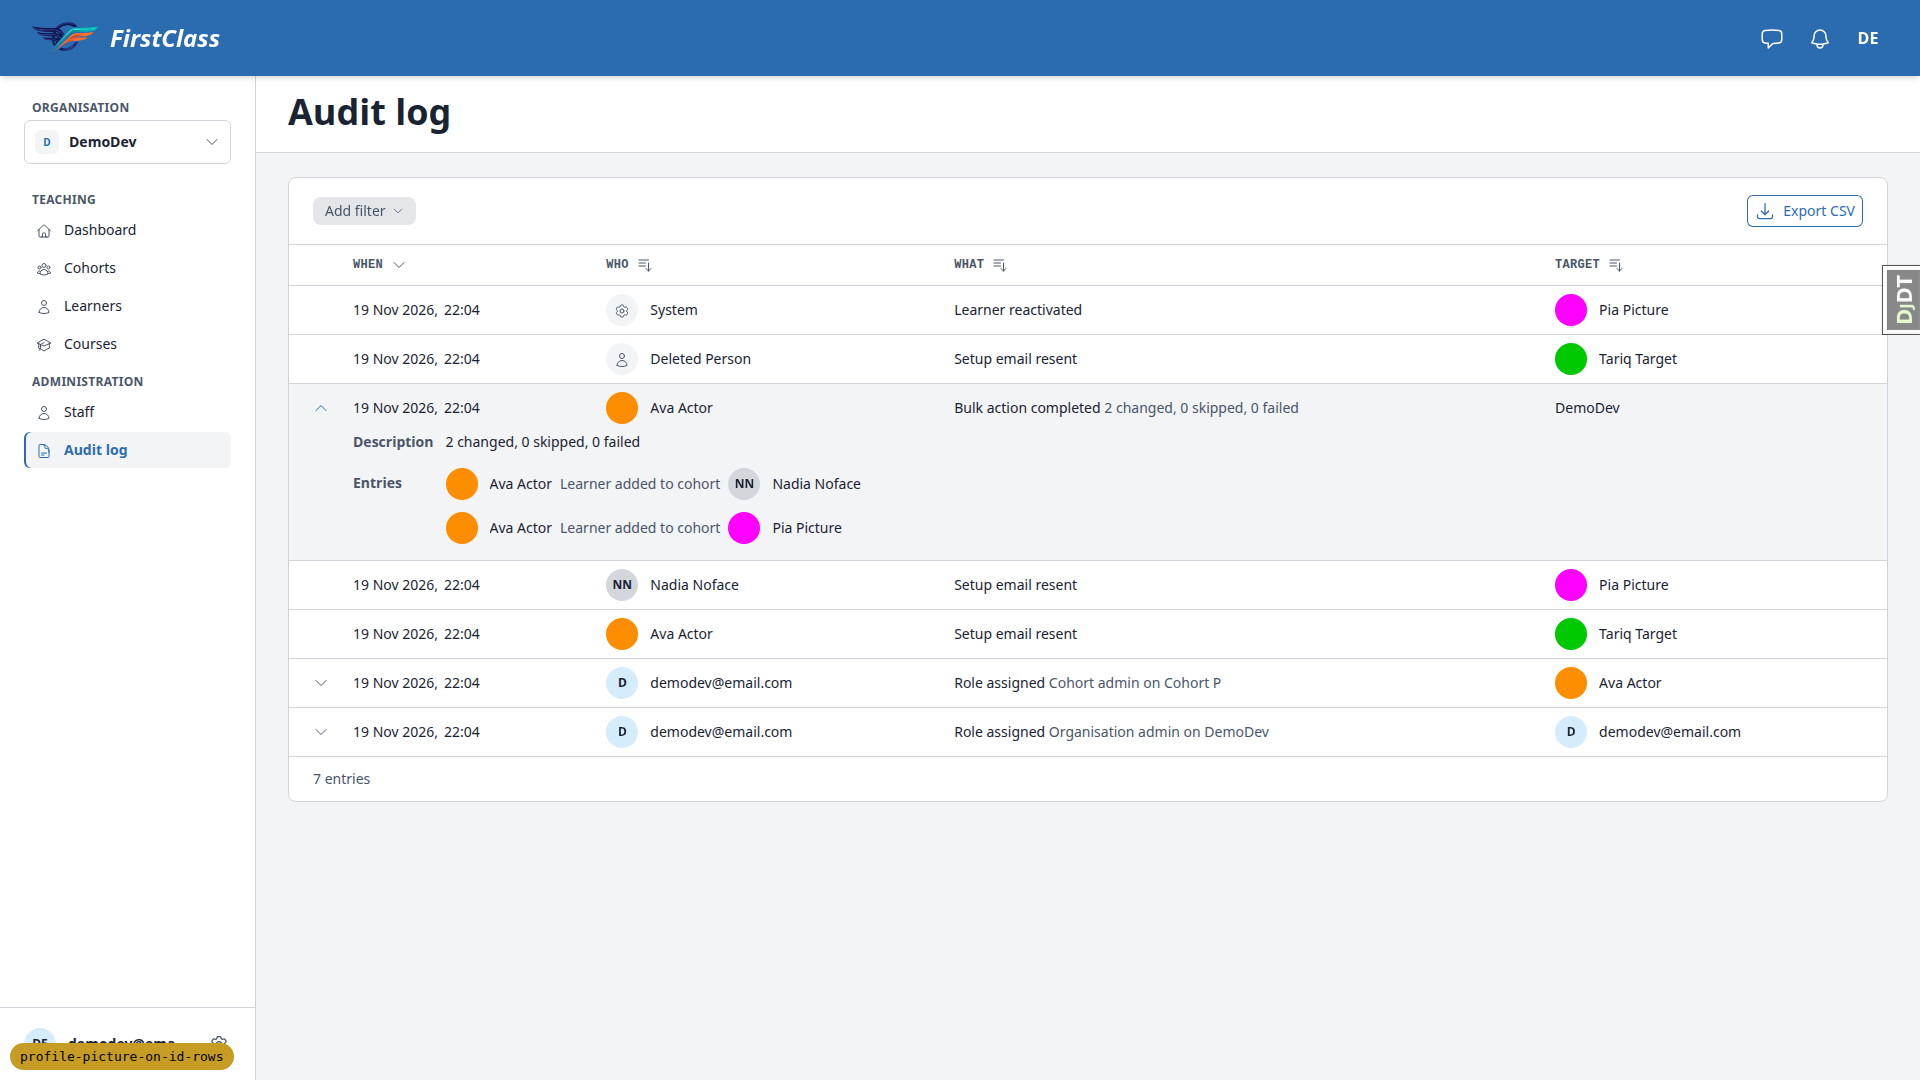 FirstClass
DE
ORGANISATION
D DemoDev
TEACHING
Dashboard
Cohorts
Learners
Courses
ADMINISTRATION
Staff
Audit log
profile-picture-on-id-rows
Audit log
Add filter
Export CSV
WHEN WHO WHAT TARGET
19 Nov 2026, 22:04 System Learner reactivated Pia Picture
19 Nov 2026, 22:04 Deleted Person Setup email resent Tariq Target
19 Nov 2026, 22:04 Ava Actor Bulk action completed 2 changed, 0 skipped, 0 failed DemoDev
Description 2 changed, 0 skipped, 0 failed
Entries Ava Actor Learner added to cohort NN Nadia Noface
Ava Actor Learner added to cohort Pia Picture
19 Nov 2026, 22:04 NN Nadia Noface Setup email resent Pia Picture
19 Nov 2026, 22:04 Ava Actor Setup email resent Tariq Target
19 Nov 2026, 22:04 D demodev@email.com Role assigned Cohort admin on Cohort P Ava Actor
19 Nov 2026, 22:04 D demodev@email.com Role assigned Organisation admin on DemoDev D demodev@email.com
7 entries
DjDT